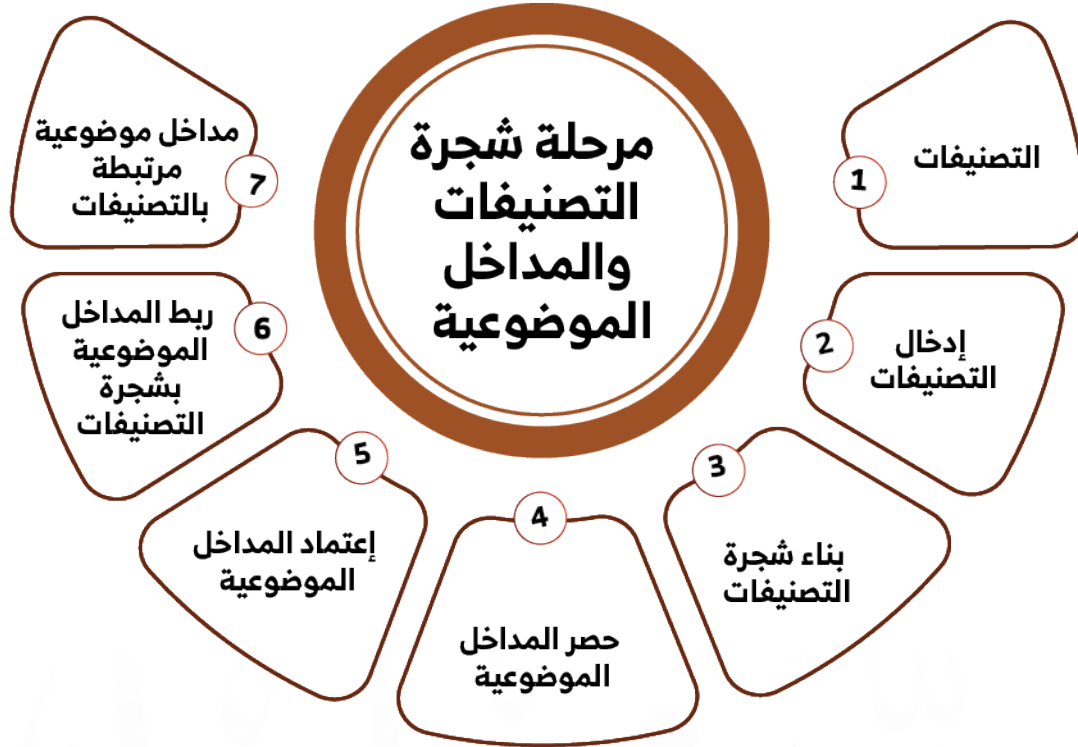 مرحلة شجرة
التصنيفات
والمداخل
الموضوعية
1
التصنيفات
2
إدخال
التصنيفات
3
بناء شجرة
التصنيفات
4
حصر المداخل
الموضوعية
5
إعتماد المداخل
الموضوعية
6
ربط المداخل
الموضوعية
بشجرة
التصنيفات
7
مداخل موضوعية
مرتبطة
بالتصنيفات